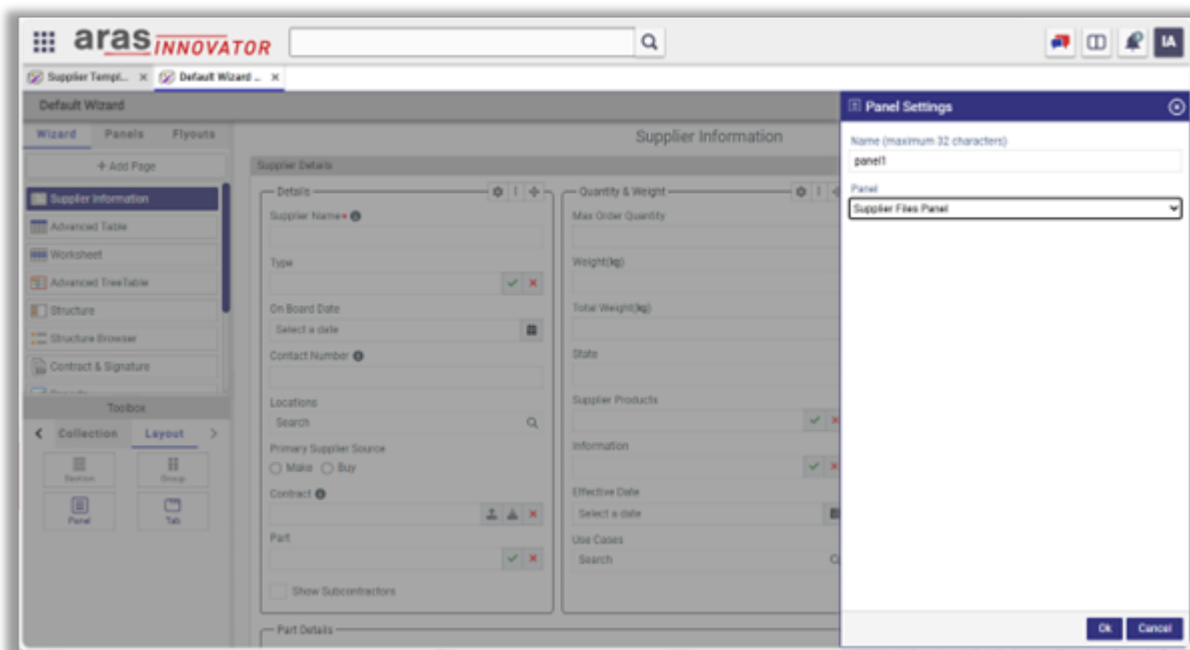 aras INNOVATOR
IA
Supplier Templ... x
Default Wizard ... x
Default Wizard
Wizard Panels Flyouts
+ Add Page
Supplier Information
Advanced Table
Worksheet
Advanced TreeTable
Structure
Structure Browser
Contract & Signature
Toolbox
Collection Layout
Section
Group
Panel
Tab
Supplier Information
Supplier Details
Details
Supplier Name
Type
On Board Date
Select a date
Contact Number
Locations
Search
Primary Supplier Source
Make Buy
Contract
Part
Show Subcontractors
Part Details
Quantity & Weight
Max Order Quantity
Weight(kg)
Total Weight(kg)
State
Supplier Products
Information
Effective Date
Select a date
Use Cases
Search
Panel Settings
Name (maximum 32 characters)
panel1
Panel
Supplier Files Panel
Ok Cancel